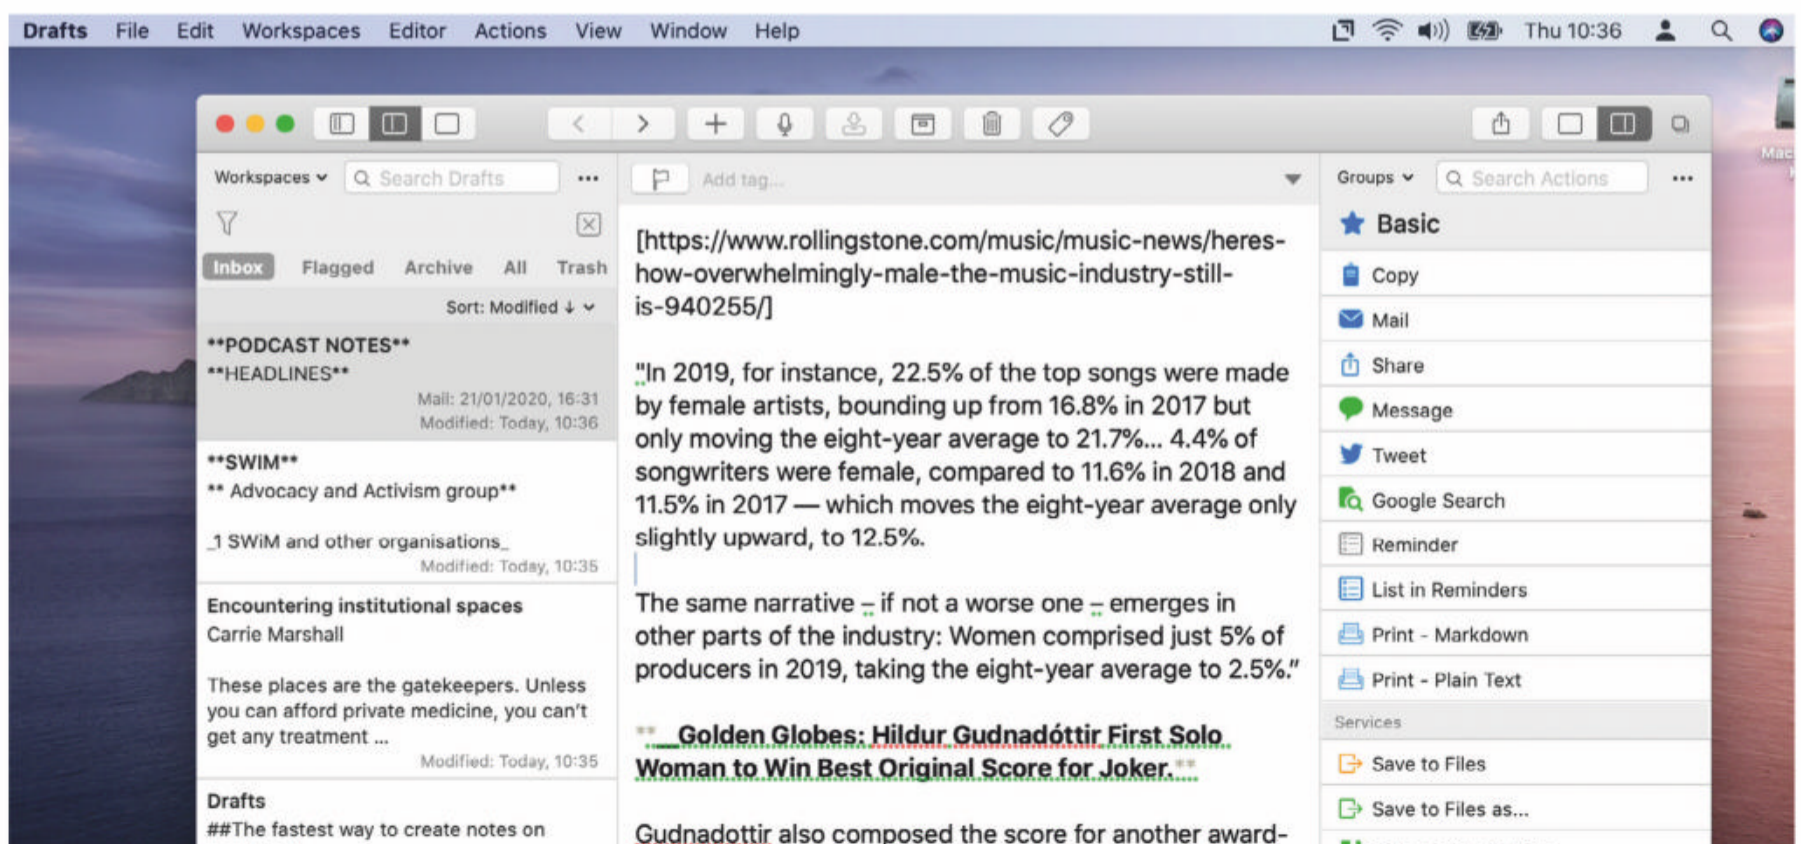 Drafts File Edit Workspaces Editor Actions View Window Help Thu 10:36
Mac
Workspaces Search Drafts
Inbox Flagged Archive All Trash
Sort: Modified ↓
**PODCAST NOTES**
**HEADLINES**
Mail: 21/01/2020, 16:31
Modified: Today, 10:36
**SWIM**
** Advocacy and Activism group**
_1 SWiM and other organisations_
Modified: Today, 10:35
Encountering institutional spaces
Carrie Marshall
These places are the gatekeepers. Unless
you can afford private medicine, you can't
get any treatment ...
Modified: Today, 10:35
Drafts
##The fastest way to create notes on
Add tag...
[https://www.rollingstone.com/music/music-news/heres-
how-overwhelmingly-male-the-music-industry-still-
is-940255/]
"In 2019, for instance, 22.5% of the top songs were made
by female artists, bounding up from 16.8% in 2017 but
only moving the eight-year average to 21.7%... 4.4% of
songwriters were female, compared to 11.6% in 2018 and
11.5% in 2017 — which moves the eight-year average only
slightly upward, to 12.5%.
The same narrative – if not a worse one – emerges in
other parts of the industry: Women comprised just 5% of
producers in 2019, taking the eight-year average to 2.5%.”
**__Golden Globes: Hildur Gudnadóttir First Solo
Woman to Win Best Original Score for Joker.**
Gudnadottir also composed the score for another award-
Groups Search Actions
Basic
Copy
Mail
Share
Message
Tweet
Google Search
Reminder
List in Reminders
Print - Markdown
Print - Plain Text
Services
Save to Files
Save to Files as...